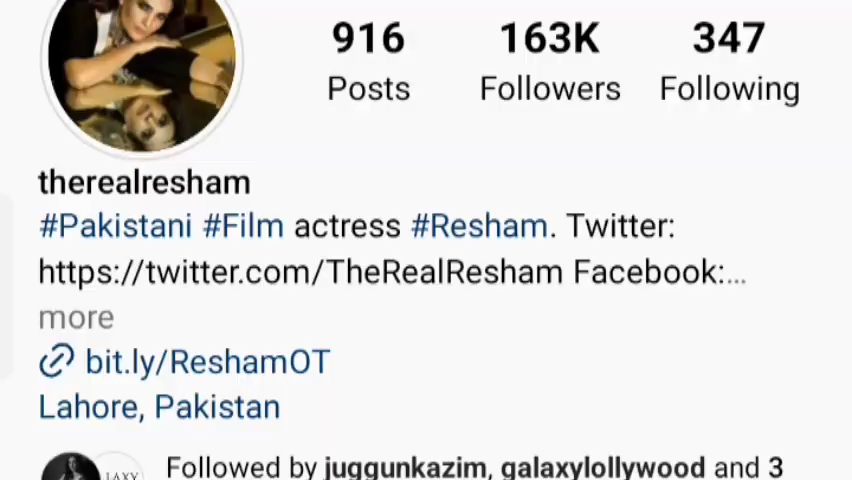 916 163K 347
Posts Followers Following
therealresham
#Pakistani #Film actress #Resham. Twitter:
https://twitter.com/TheRealResham Facebook:...
more
bit.ly/ReshamOT
Lahore, Pakistan
LAXY
Followed by juggunkazim, galaxylollywood and 3